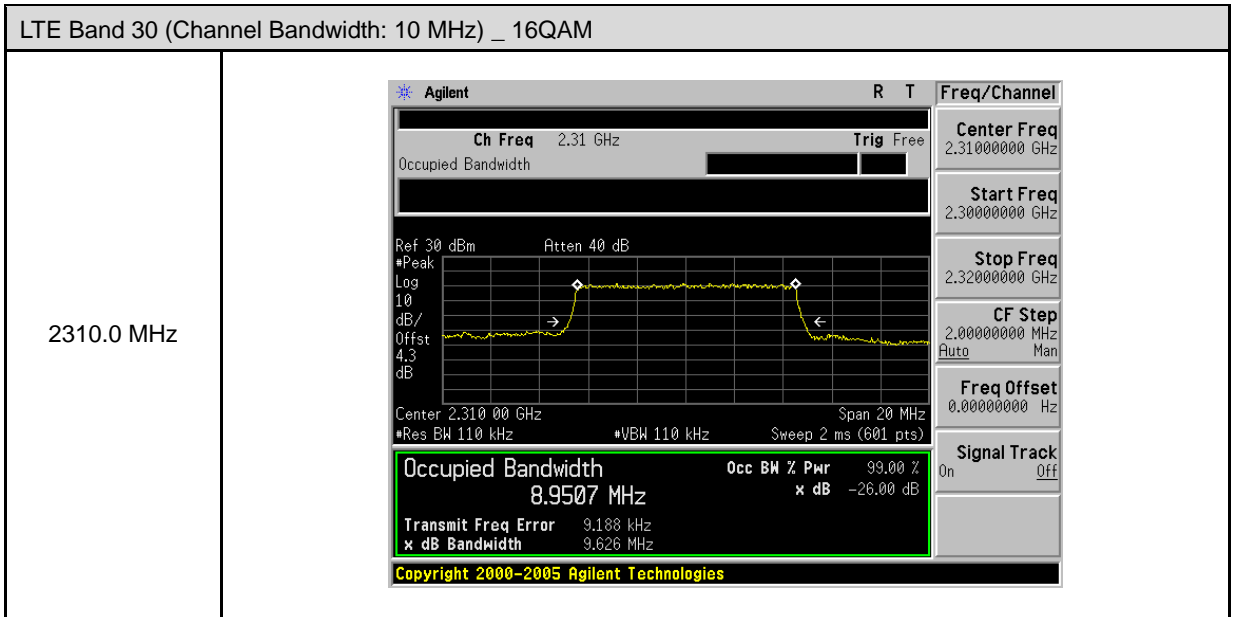 LTE Band 30 (Channel Bandwidth: 10 MHz) _ 16QAM
2310.0 MHz
Agilent R T
Ch Freq 2.31 GHz Trig Free
Occupied Bandwidth
Ref 30 dBm Atten 40 dB
#Peak
Log
10
dB/
Offst
4.3
dB
Center 2.310 00 GHz Span 20 MHz
#Res BW 110 kHz #VBW 110 kHz Sweep 2 ms (601 pts)
Occupied Bandwidth Occ BW % Pwr 99.00 %
8.9507 MHz x dB -26.00 dB
Transmit Freq Error 9.188 kHz
x dB Bandwidth 9.626 MHz
Copyright 2000-2005 Agilent Technologies
Freq/Channel
Center Freq
2.31000000 GHz
Start Freq
2.30000000 GHz
Stop Freq
2.32000000 GHz
CF Step
2.00000000 MHz
Auto Man
Freq Offset
0.00000000 Hz
Signal Track
On Off